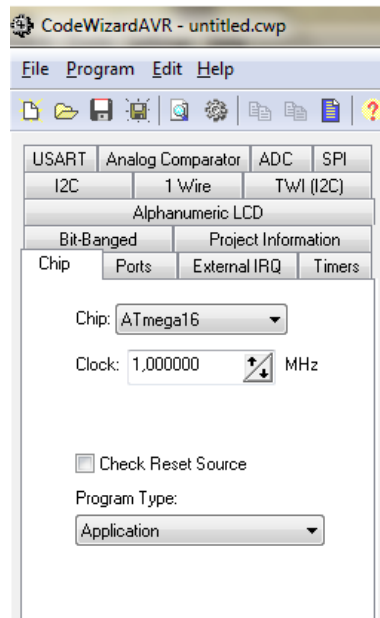 CodeWizardAVR - untitled.cwp
File Program Edit Help
USART Analog Comparator ADC SPI
I2C 1 Wire TWI (I2C)
Alphanumeric LCD
Bit-Banged Project Information
Chip Ports External IRQ Timers
Chip: ATmega16
Clock: 1,000000 MHz
Check Reset Source
Program Type:
Application